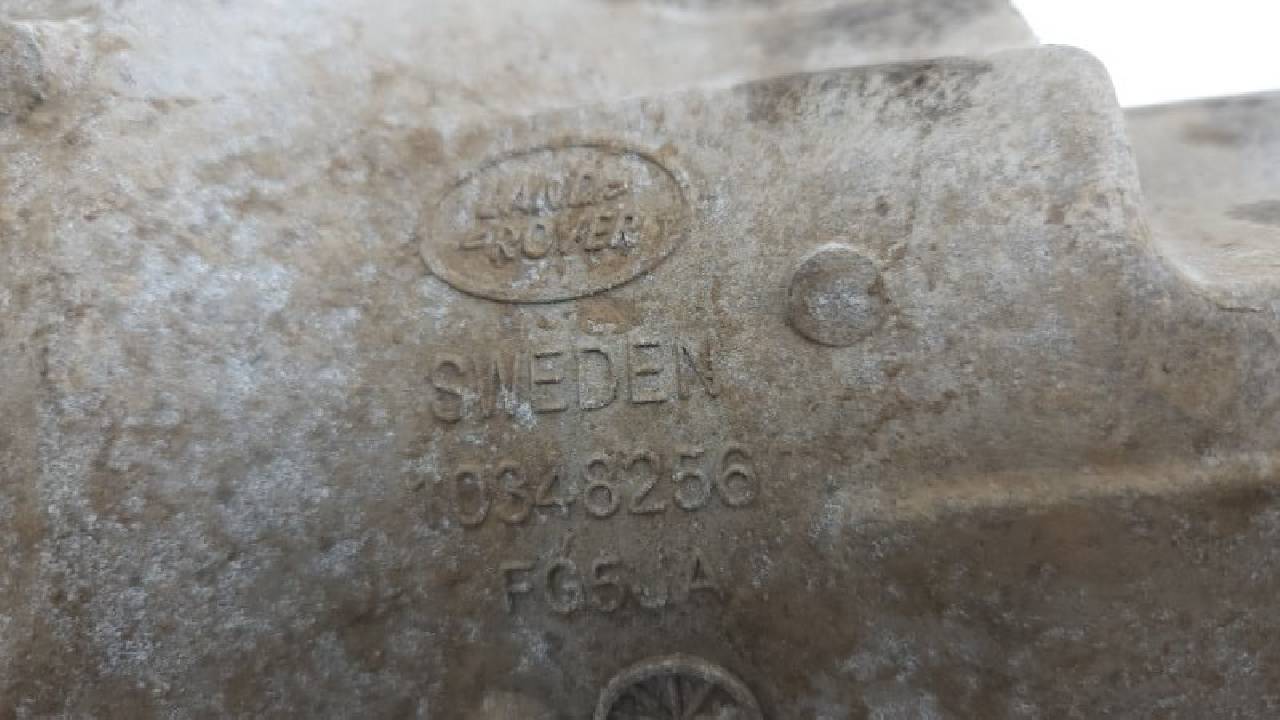 LAND-
-ROVER
SWEDEN
10348256
FG5JA